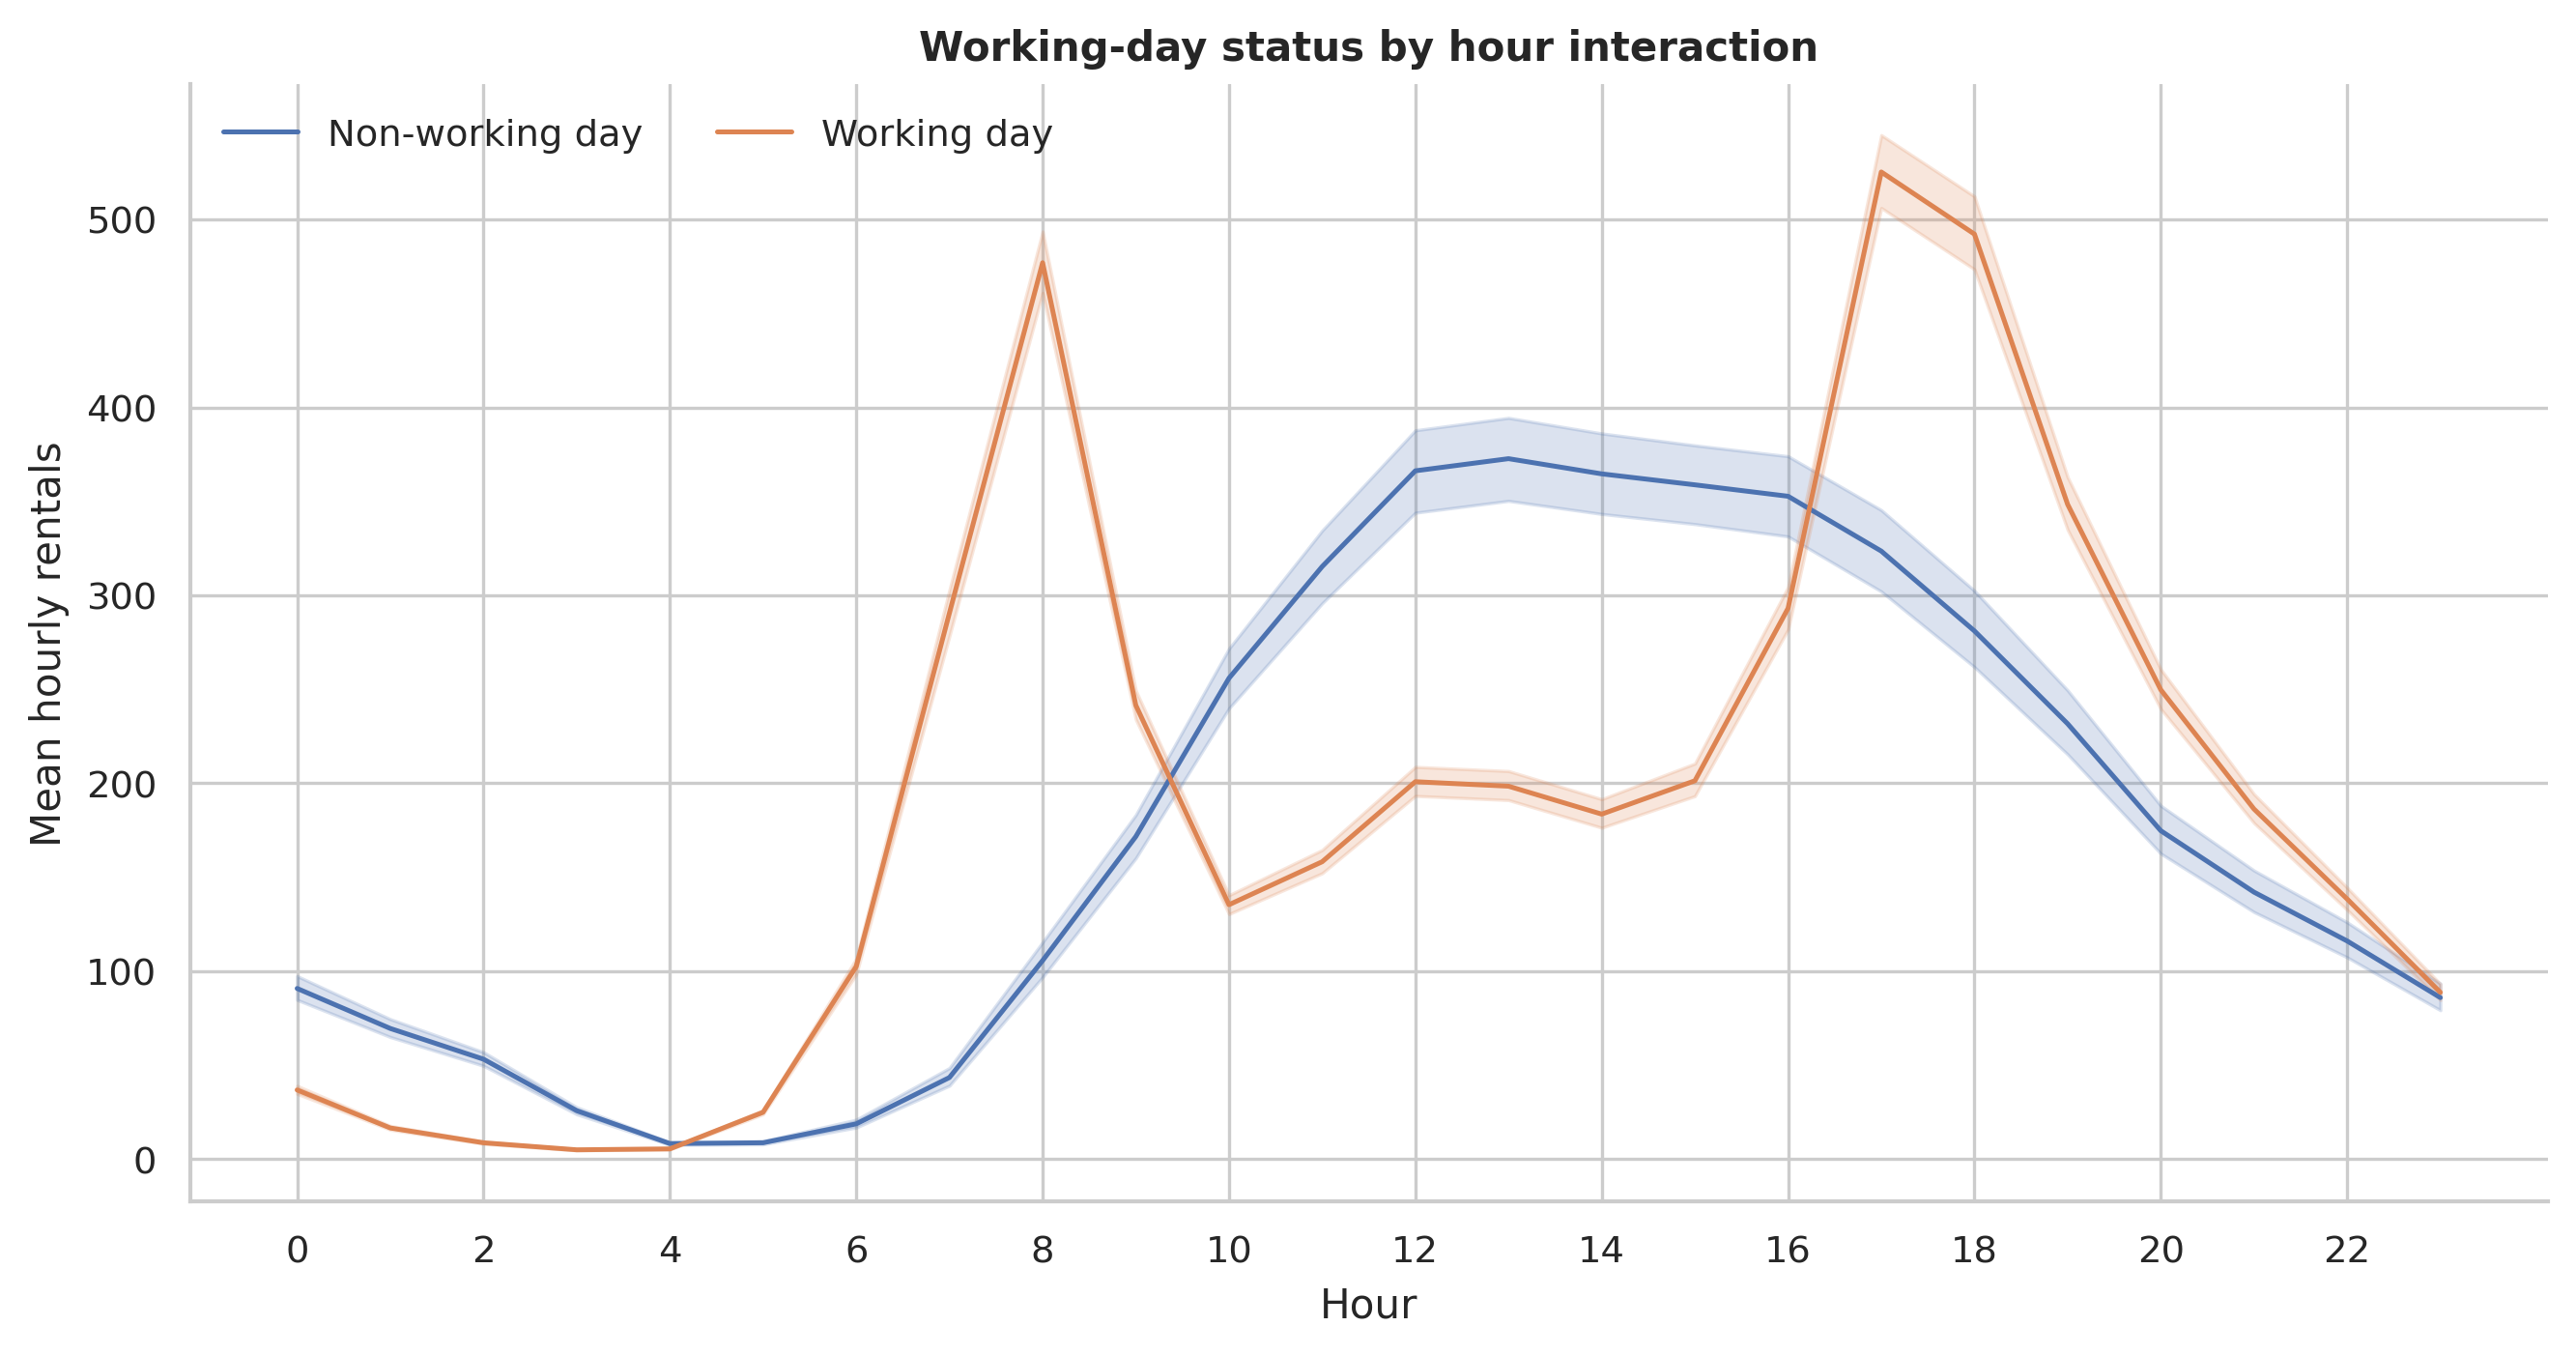 Working-day status by hour interaction
Non-working day
Working day
Mean hourly rentals
500
400
300
200
100
0
0 2 4 6 8 10 12 14 16 18 20 22
Hour